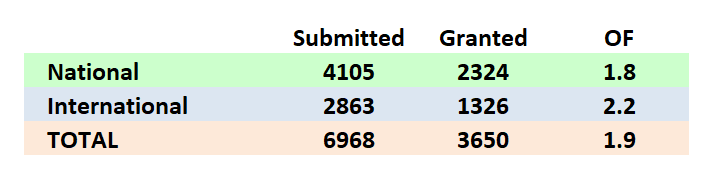 Submitted Granted OF
National 4105 2324 1.8
International 2863 1326 2.2
TOTAL 6968 3650 1.9